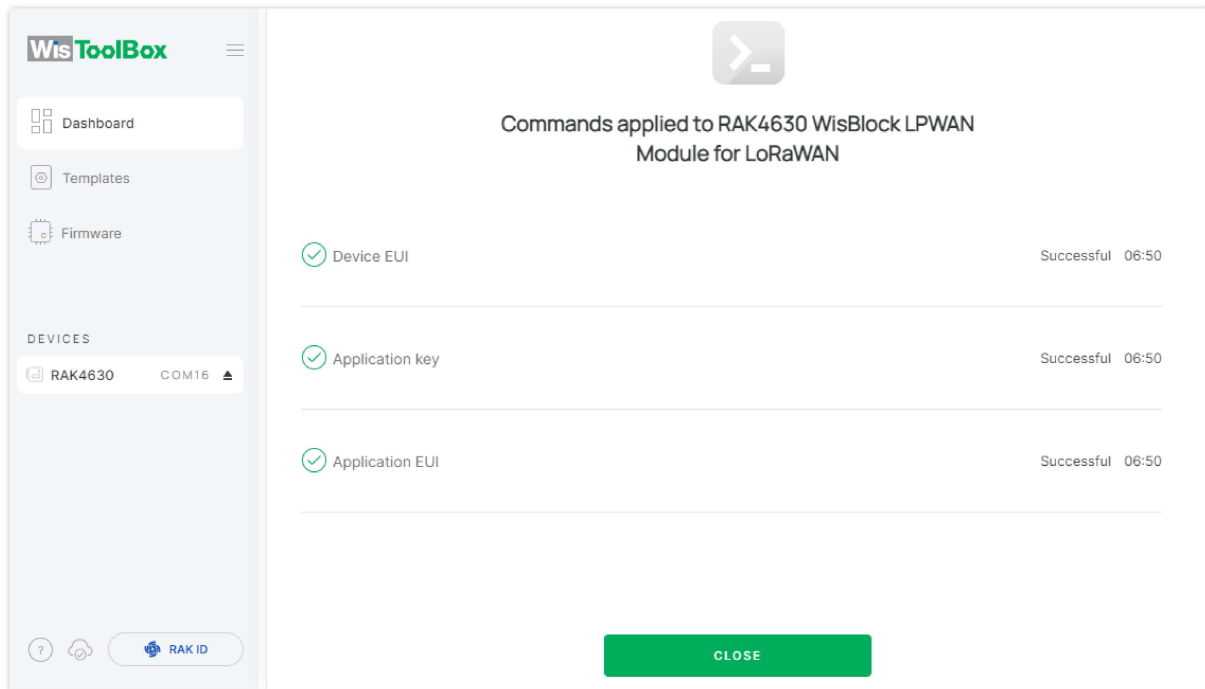 WisToolBox
Dashboard
Templates
Firmware
DEVICES
RAK4630 COM16
RAK ID
Commands applied to RAK4630 WisBlock LPWAN
Module for LoRaWAN
Device EUI Successful 06:50
Application key Successful 06:50
Application EUI Successful 06:50
CLOSE